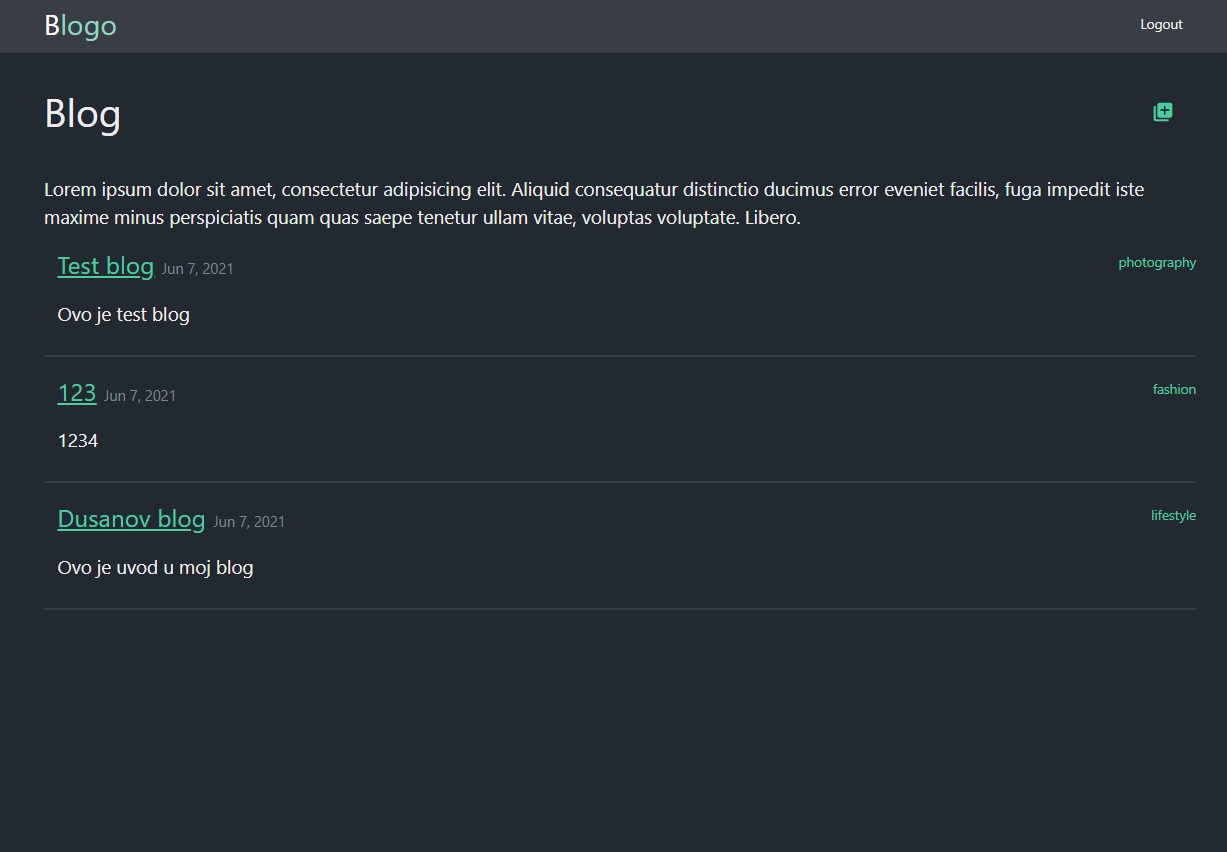 Blogo
Logout
Blog
Lorem ipsum dolor sit amet, consectetur adipisicing elit. Aliquid consequatur distinctio ducimus error eveniet facilis, fuga impedit iste
maxime minus perspiciatis quam quas saepe tenetur ullam vitae, voluptas voluptate. Libero.
Test blog Jun 7, 2021 photography
Ovo je test blog
123 Jun 7, 2021 fashion
1234
Dusanov blog Jun 7, 2021 lifestyle
Ovo je uvod u moj blog